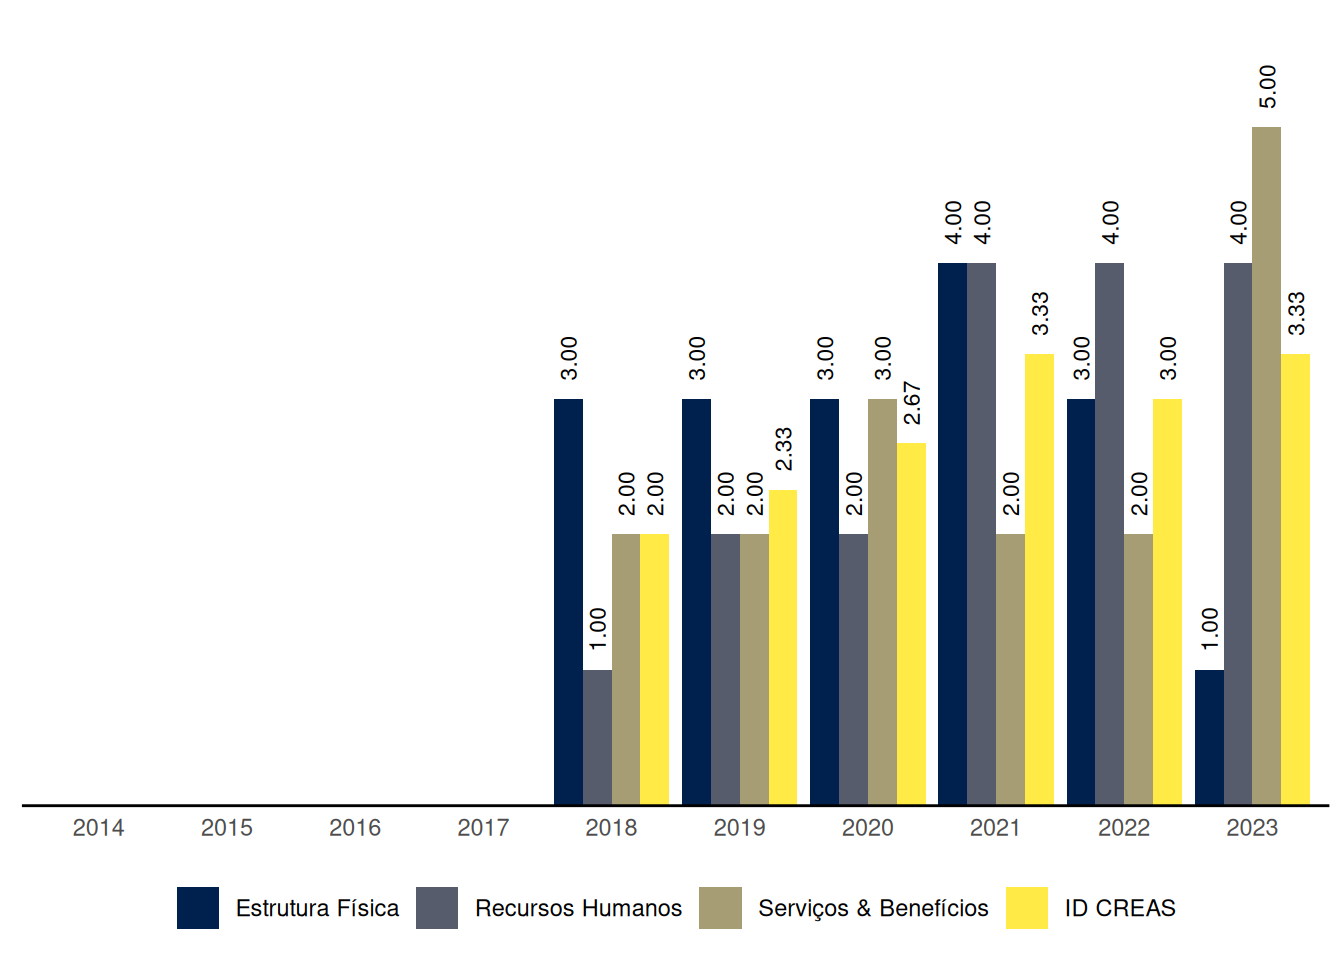 5.00
4.00 4.00 4.00 4.00
3.33 3.33
3.00 3.00 3.00 3.00 3.00 3.00
2.67
2.33
2.00 2.00 2.00 2.00 2.00 2.00 2.00
1.00 1.00
2014 2015 2016 2017 2018 2019 2020 2021 2022 2023
Estrutura Física Recursos Humanos Serviços & Benefícios ID CREAS